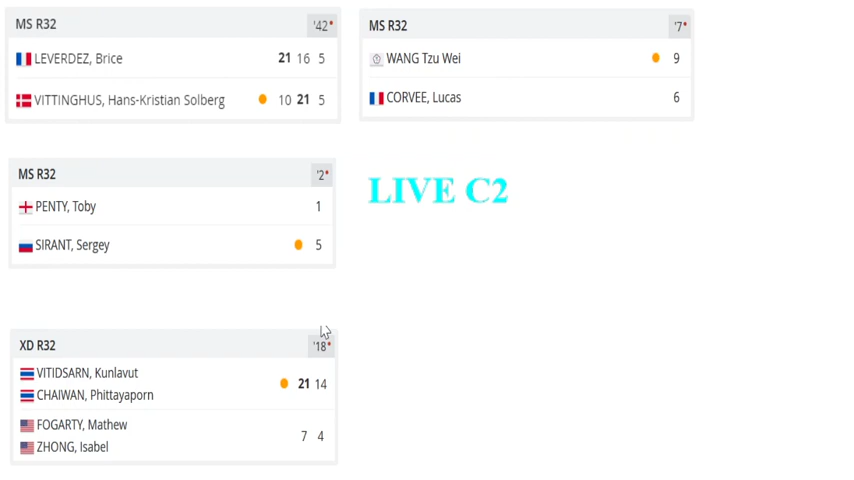 MS R32 '42
LEVERDEZ, Brice 21 16 5
VITTINGHUS, Hans-Kristian Solberg 10 21 5
MS R32 '7
WANG Tzu Wei 9
CORVEE, Lucas 6
MS R32 '2
PENTY, Toby 1
SIRANT, Sergey 5
LIVE C2
XD R32 '18
VITIDSARN, Kunlavut
CHAIWAN, Phittayaporn
21 14
FOGARTY, Mathew
ZHONG, Isabel
7 4